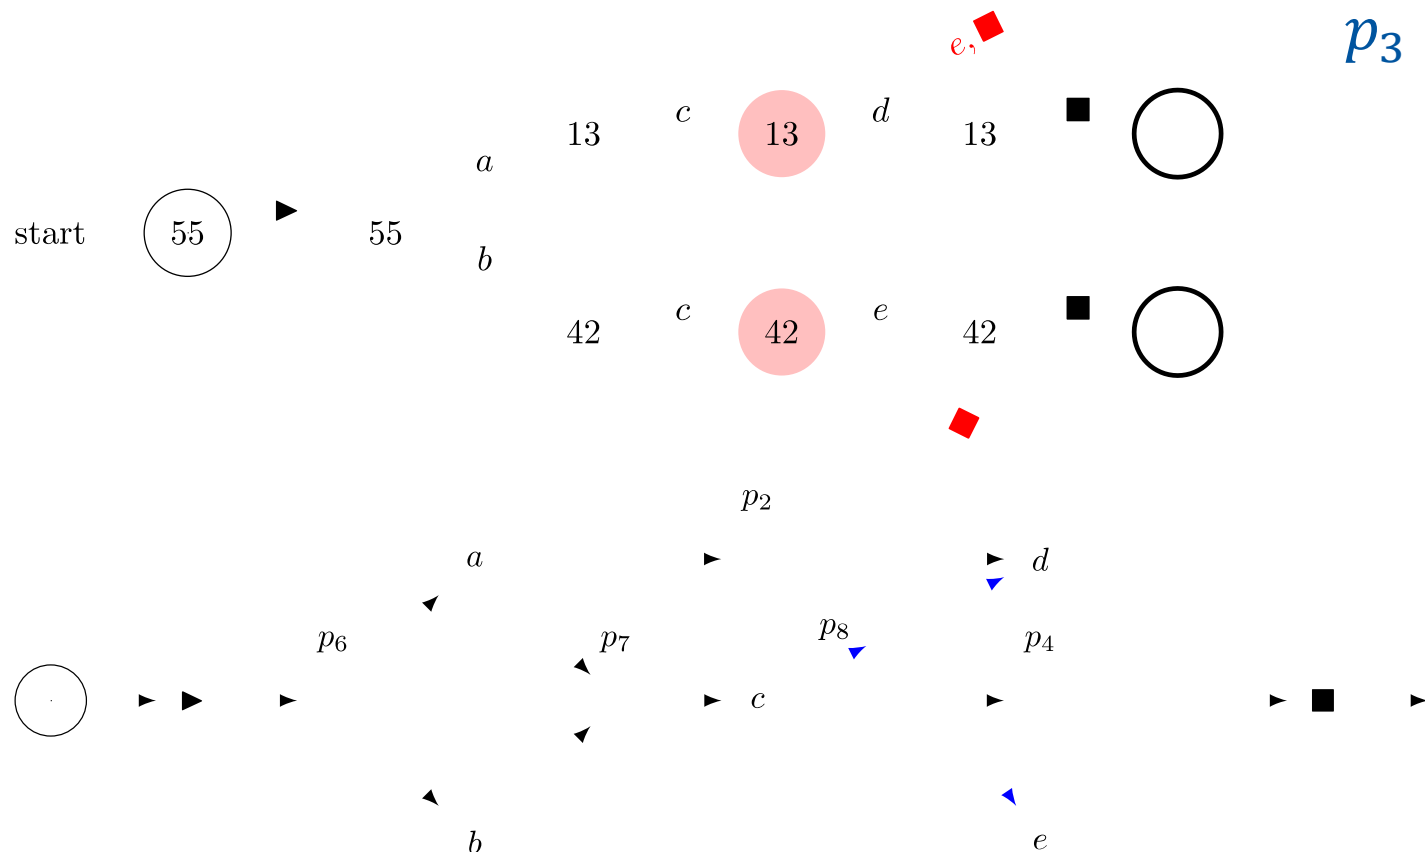 e,■
p₃
13 c 13 d 13 ■
a
start 55 ▶ 55
b
42 c 42 e 42 ■
■
p₂
a d
p₆ p₇ p₈ p₄
▶ c ■
b e